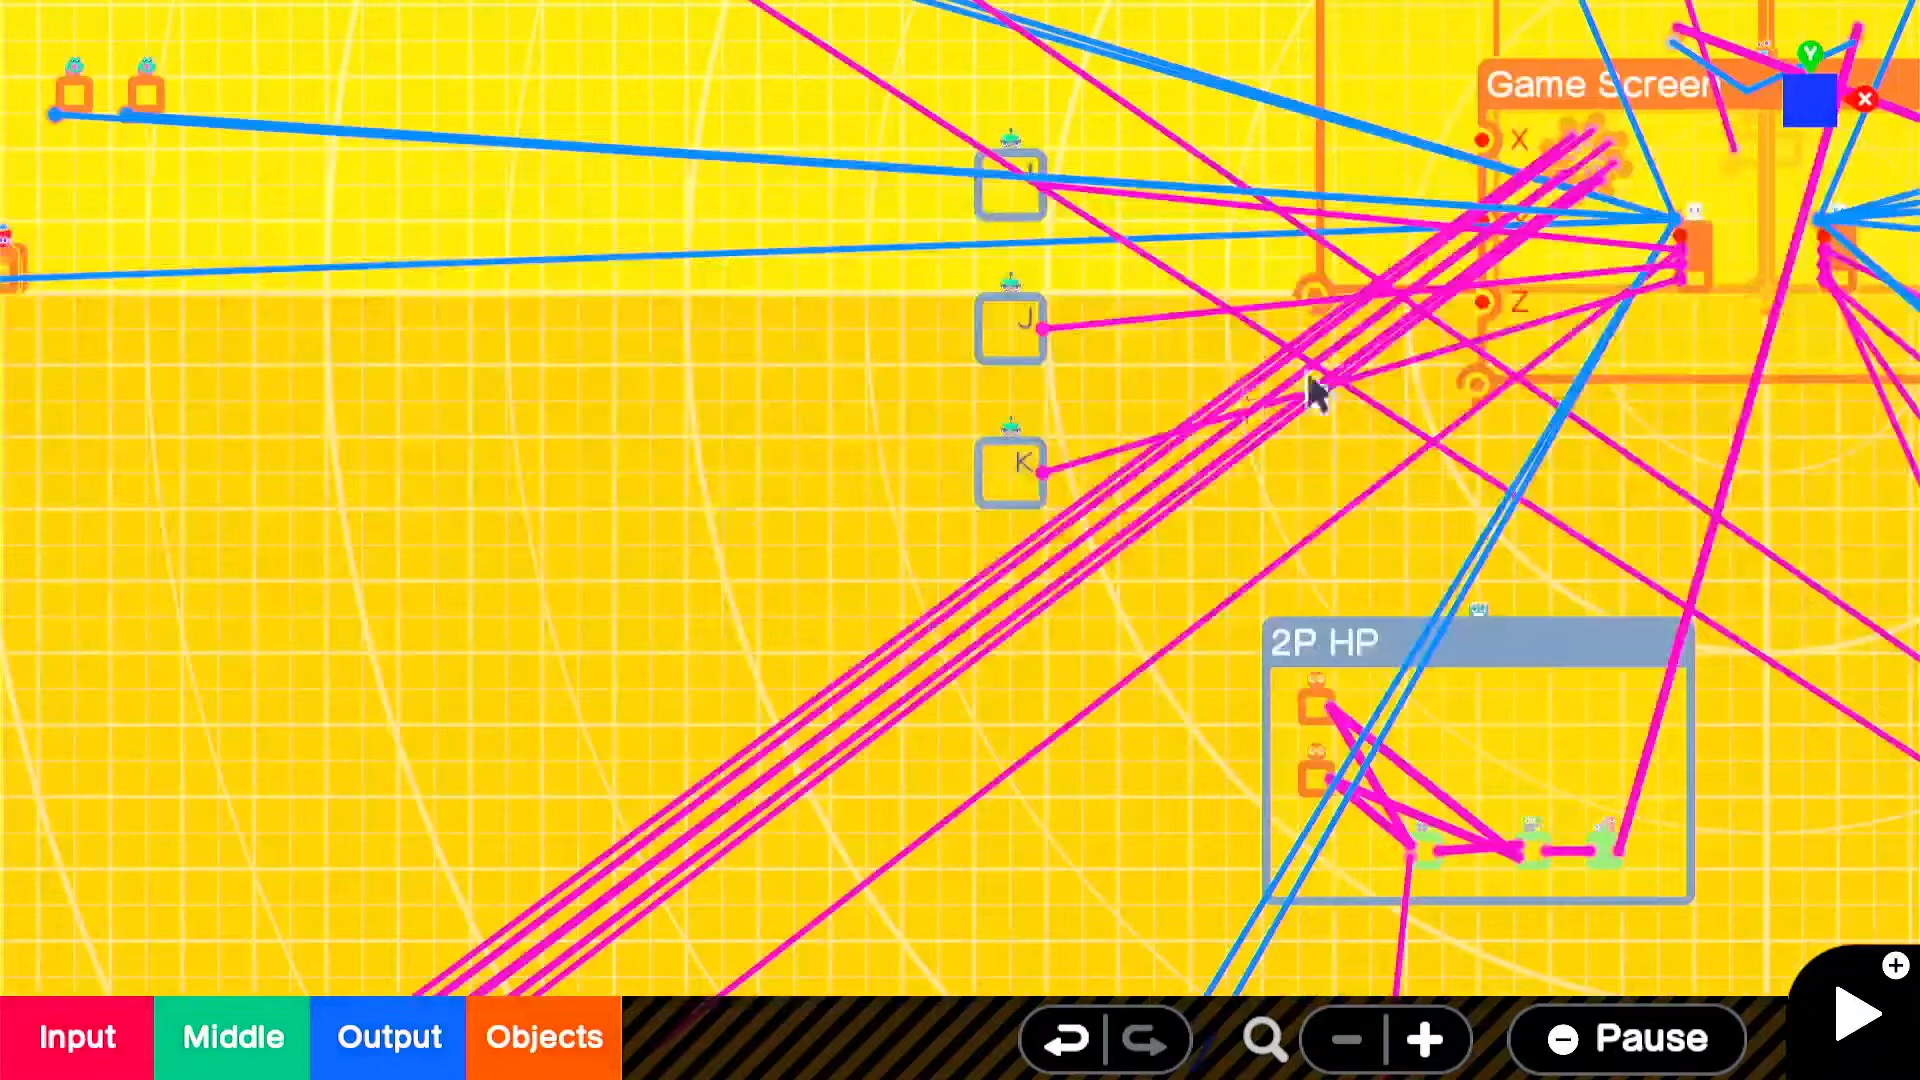 Game Screen
Y
X
X
J
Z
K
2P HP
Input
Middle
Output
Objects
Pause